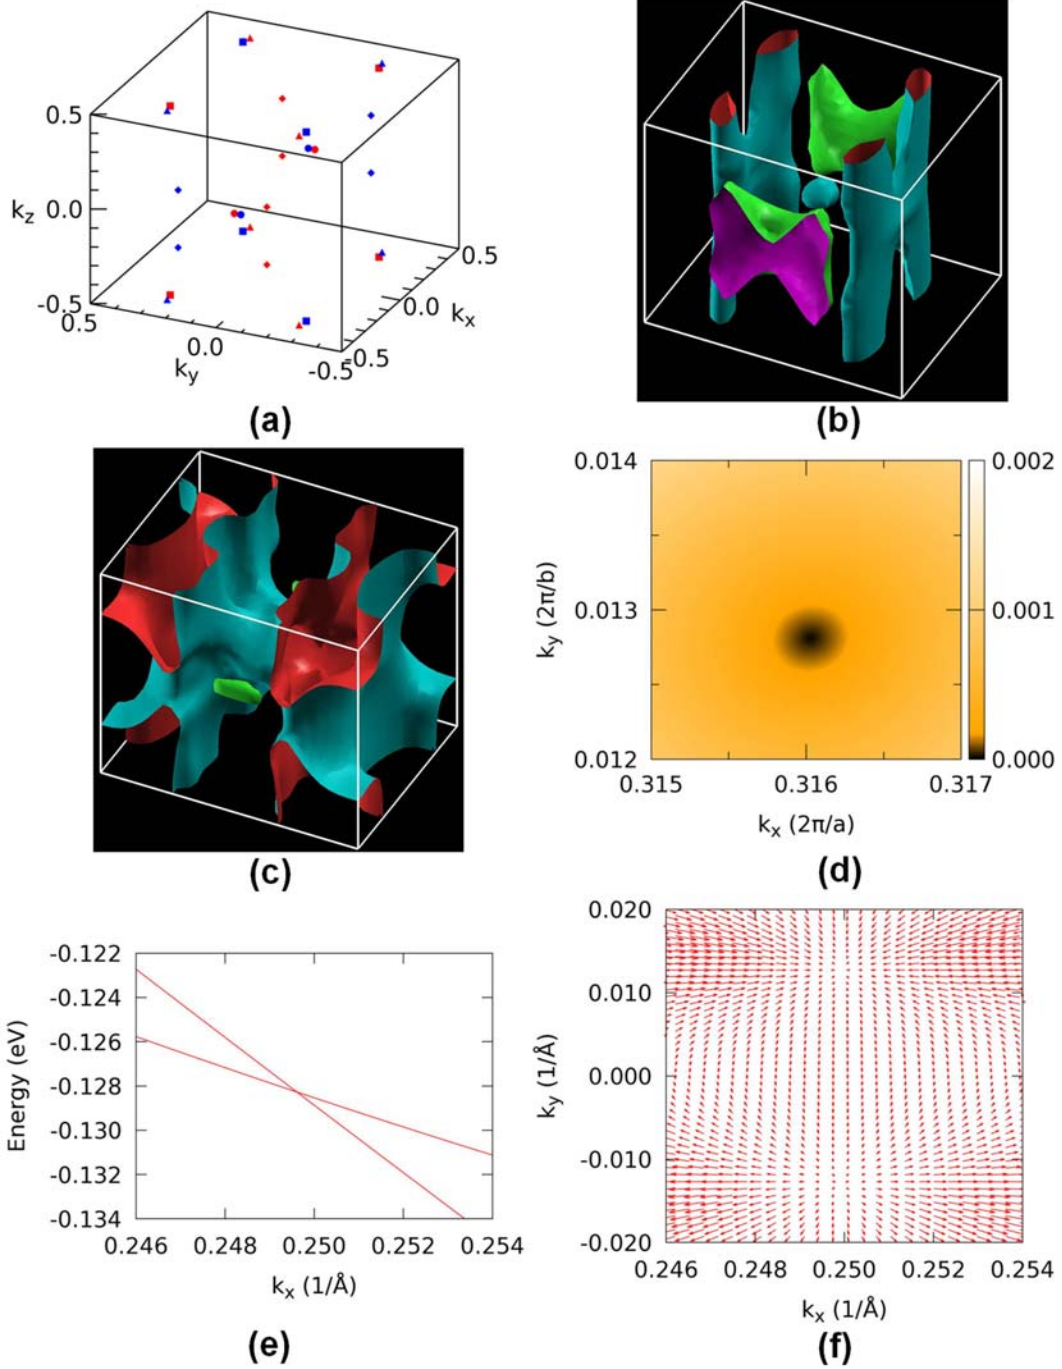 0.5
0.0
-0.5
k_z
0.5
0.0
-0.5
k_y
-0.5
0.0
0.5
k_x
(a)
(b)
(c)
0.014
0.013
0.012
k_y (2π/b)
0.315
0.316
0.317
k_x (2π/a)
0.002
0.001
0.000
(d)
-0.122
-0.124
-0.126
-0.128
-0.130
-0.132
-0.134
Energy (eV)
0.246
0.248
0.250
0.252
0.254
k_x (1/Å)
(e)
0.020
0.010
0.000
-0.010
-0.020
k_y (1/Å)
0.246
0.248
0.250
0.252
0.254
k_x (1/Å)
(f)